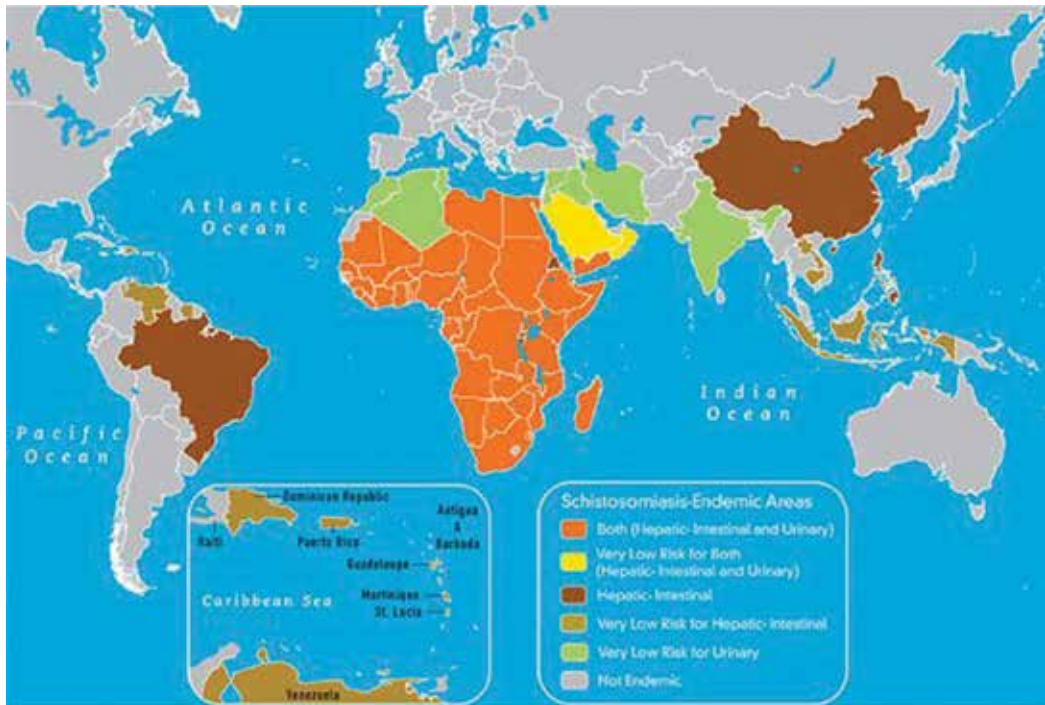 Atlantic
Ocean
Pacific
Ocean
Indian
Ocean
Dominican Republic
Haiti
Puerto Rico
Antigua
&
Barbuda
Guadeloupe
Martinique
St. Lucia
Caribbean Sea
Venezuela
Schistosomiasis-Endemic Areas
Both (Hepatic-Intestinal and Urinary)
Very Low Risk for Both
(Hepatic-Intestinal and Urinary)
Hepatic-Intestinal
Very Low Risk for Hepatic-Intestinal
Very Low Risk for Urinary
Not Endemic